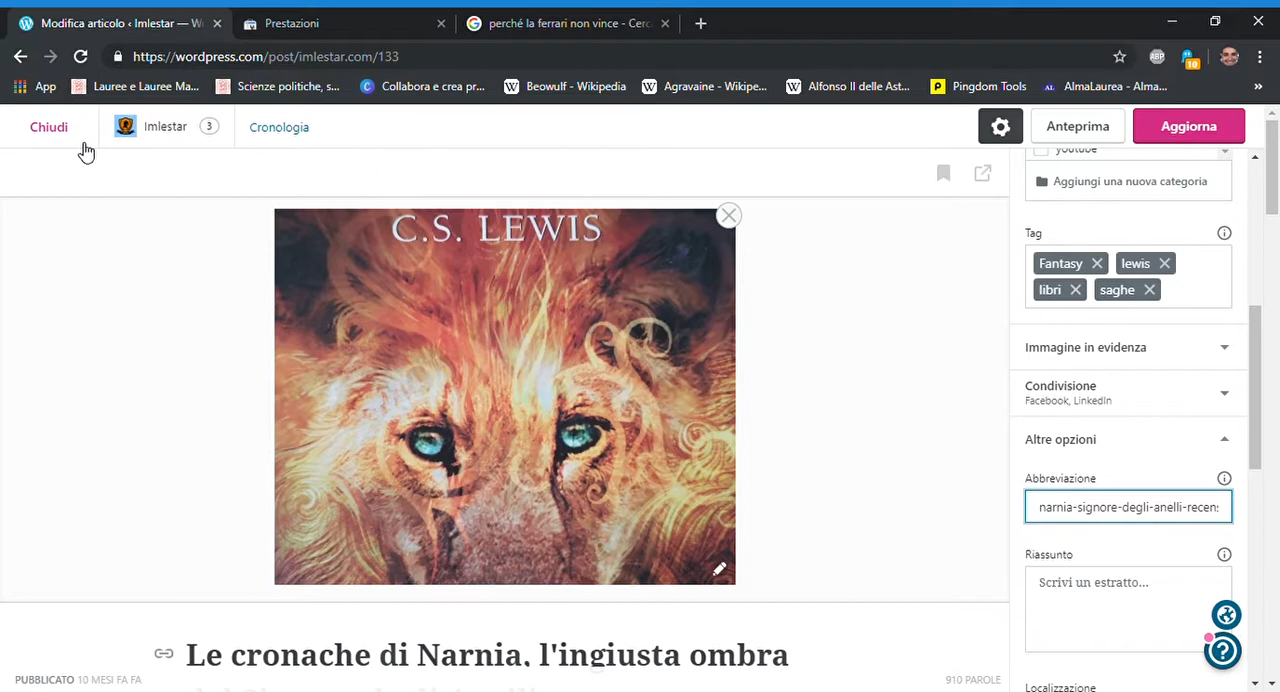 Modifica articolo ‹ Imlestar — W
Prestazioni
perché la ferrari non vince - Cerc
https://wordpress.com/post/imlestar.com/133
ABP
10
App
Lauree e Lauree Ma...
Scienze politiche, s...
Collabora e crea pr...
Beowulf - Wikipedia
Agravaine - Wikipe...
Alfonso II delle Ast...
Pingdom Tools
AlmaLaurea - Alma...
Chiudi
Imlestar
3
Cronologia
Anteprima
Aggiorna
C.S. LEWIS
youtube
Aggiungi una nuova categoria
Tag
Fantasy
lewis
libri
saghe
Immagine in evidenza
Condivisione
Facebook, LinkedIn
Altre opzioni
Abbreviazione
narnia-signore-degli-anelli-recens
Riassunto
Scrivi un estratto...
Localizzazione
Le cronache di Narnia, l'ingiusta ombra
PUBBLICATO 10 MESI FA FA
910 PAROLE